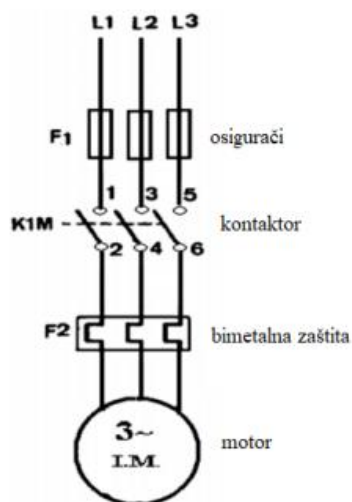 L1 L2 L3
F1 osigurači
1 3 5
K1M kontaktor
2 4 6
F2 bimetalna zaštita
3~
I.M. motor